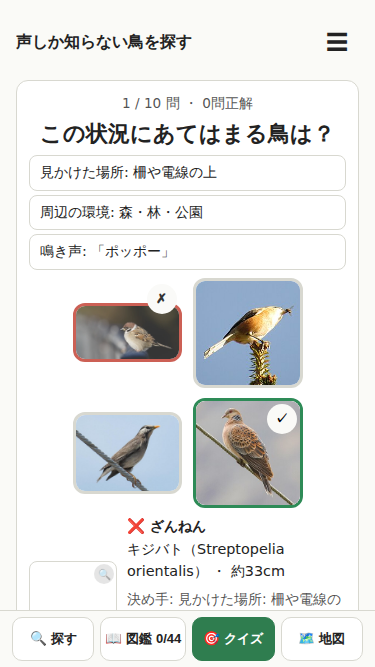 声しか知らない鳥を探す
1 / 10 問 ・ 0問正解
この状況にあてはまる鳥は？
見かけた場所: 柵や電線の上
周辺の環境: 森・林・公園
鳴き声: 「ポッポー」
✗
✓
❌ ざんねん
キジバト（Streptopelia
orientalis） ・ 約33cm
決め手: 見かけた場所: 柵や電線の
🔍 探す
📖 図鑑 0/44
🎯 クイズ
🗺️ 地図